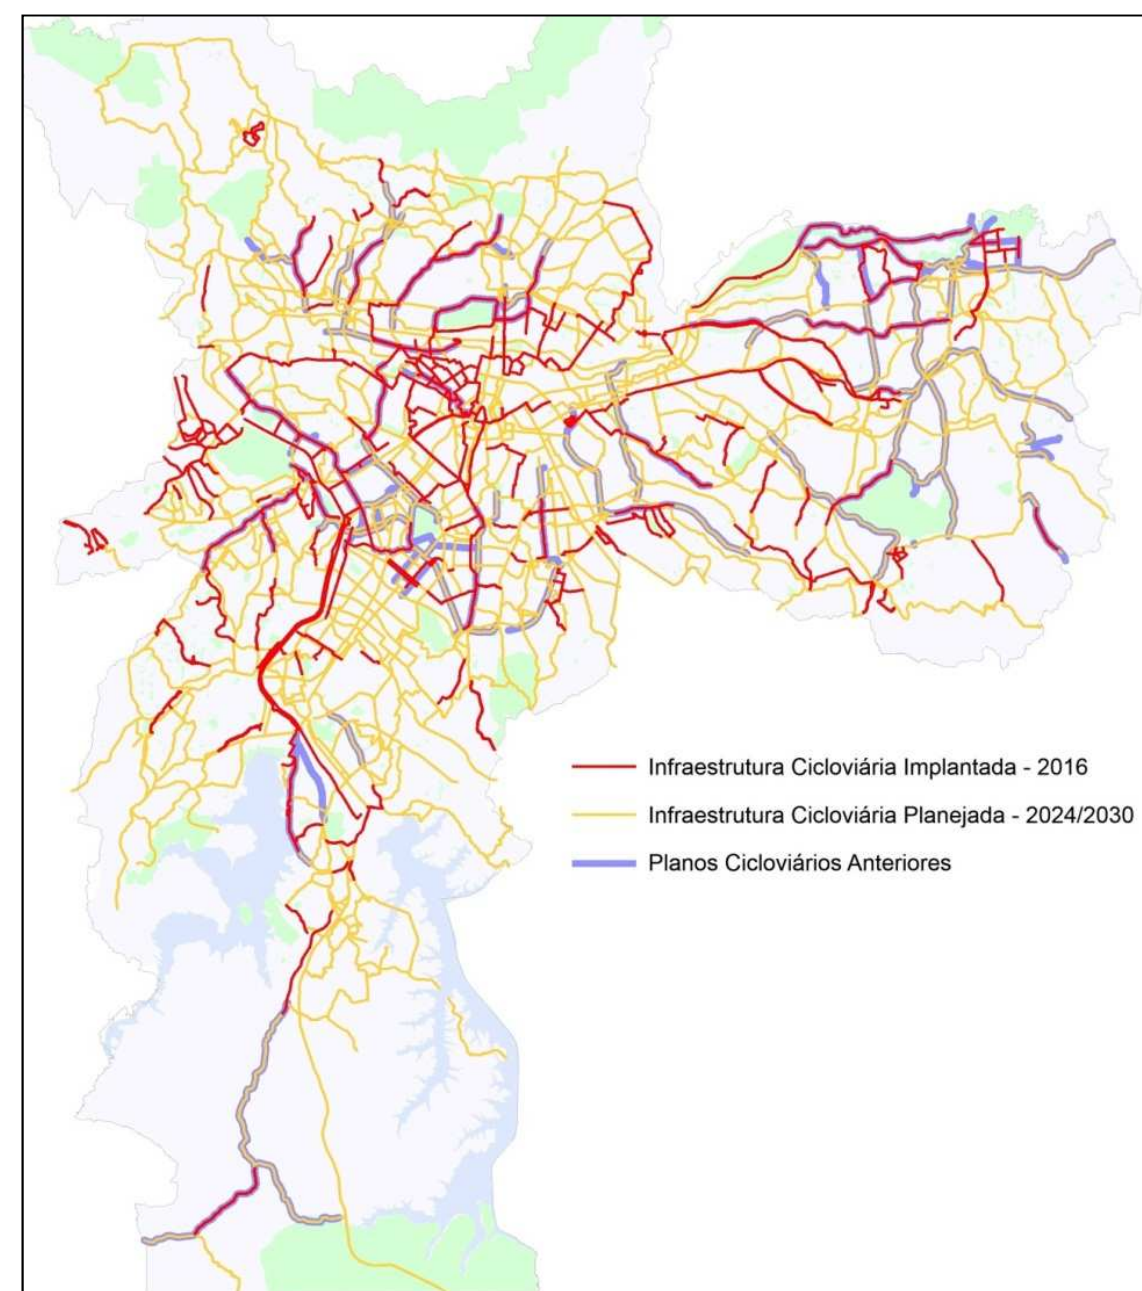 Infraestrutura Cicloviária Implantada - 2016
Infraestrutura Cicloviária Planejada - 2024/2030
Planos Cicloviários Anteriores